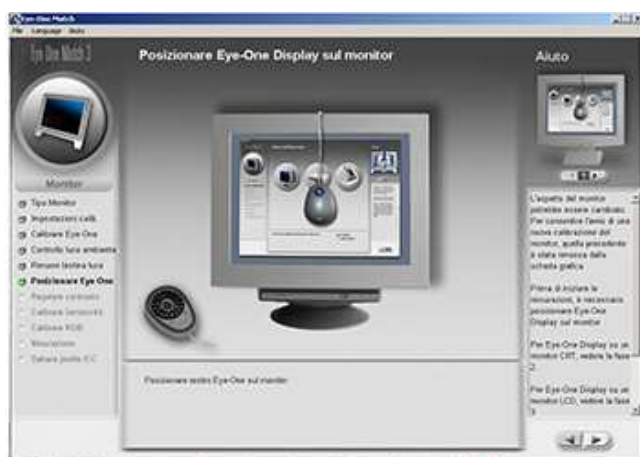 Eye-One Match
File Language Aiuto
Eye One Match 3
Posizionare Eye-One Display sul monitor
Aiuto
Monitor
Tipo Monitor
Impostazioni calib.
Calibrare Eye-One
Controllo luce ambiente
Rimuovi lastina luce
Posizionare Eye One
Regolare contrasto
Calibrare luminosità
Calibrare RGB
Misurazione
Salvare profilo ICC
Posizionare vostro Eye-One sul monitor.
L'aspetto del monitor
potrebbe essere cambiato.
Per consentire l'avvio di una
nuova calibrazione del
monitor, quella precedente
è stata rimossa dalla
scheda grafica.
Prima di iniziare le
misurazioni, è necessario
posizionare Eye-One
Display sul monitor.
Per Eye-One Display su un
monitor CRT, vedere la fase
2.
Per Eye-One Display su un
monitor LCD, vedere la fase
3.